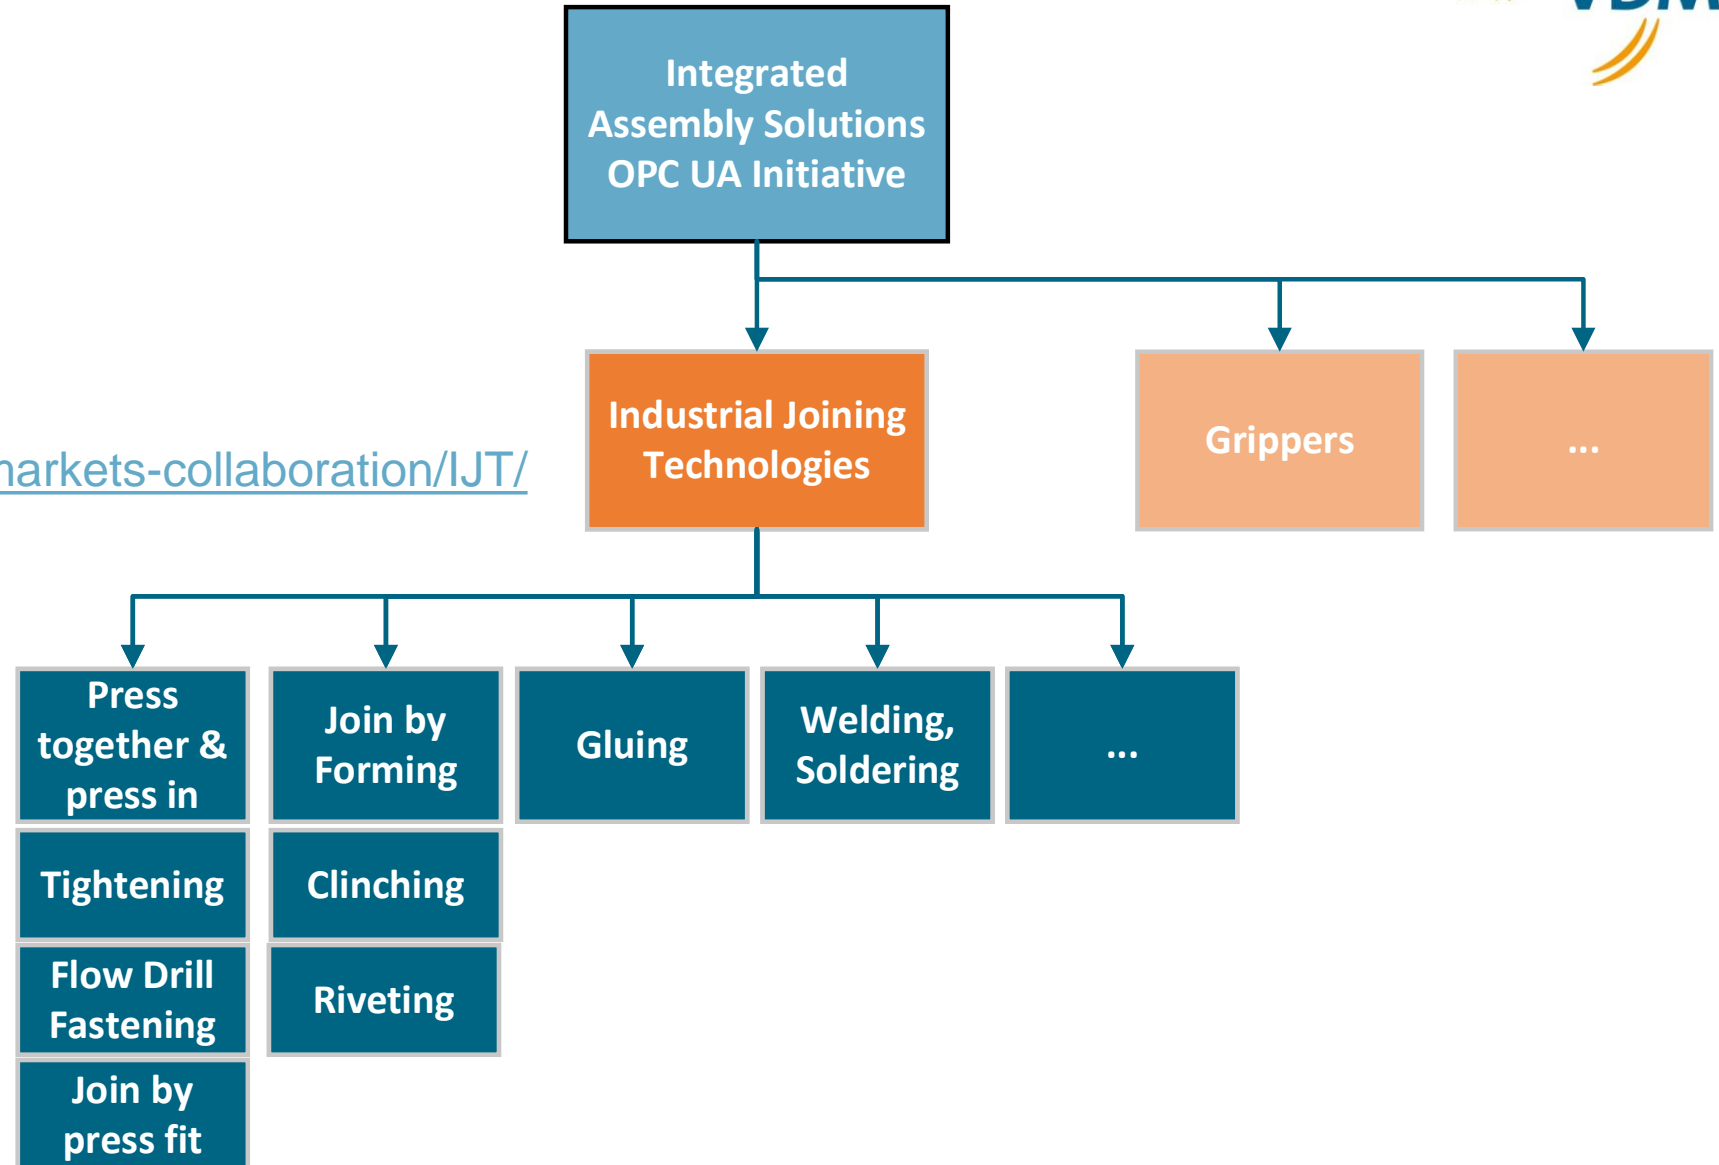 Integrated
Assembly Solutions
OPC UA Initiative
Industrial Joining
Technologies
Grippers
...
markets-collaboration/IJT/
Press
together &
press in
Join by
Forming
Gluing
Welding,
Soldering
...
Tightening
Clinching
Flow Drill
Fastening
Riveting
Join by
press fit